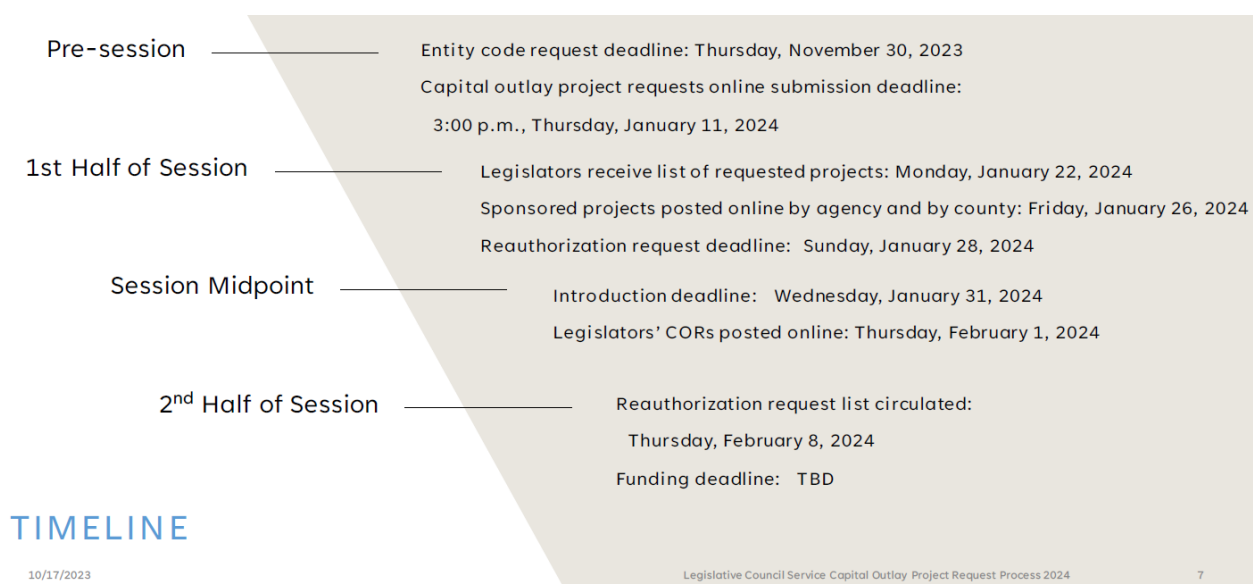 Pre-session
Entity code request deadline: Thursday, November 30, 2023
Capital outlay project requests online submission deadline:
3:00 p.m., Thursday, January 11, 2024
1st Half of Session
Legislators receive list of requested projects: Monday, January 22, 2024
Sponsored projects posted online by agency and by county: Friday, January 26, 2024
Reauthorization request deadline: Sunday, January 28, 2024
Session Midpoint
Introduction deadline: Wednesday, January 31, 2024
Legislators’ CORs posted online: Thursday, February 1, 2024
2nd Half of Session
Reauthorization request list circulated:
Thursday, February 8, 2024
Funding deadline: TBD
TIMELINE
10/17/2023
Legislative Council Service Capital Outlay Project Request Process 2024
7